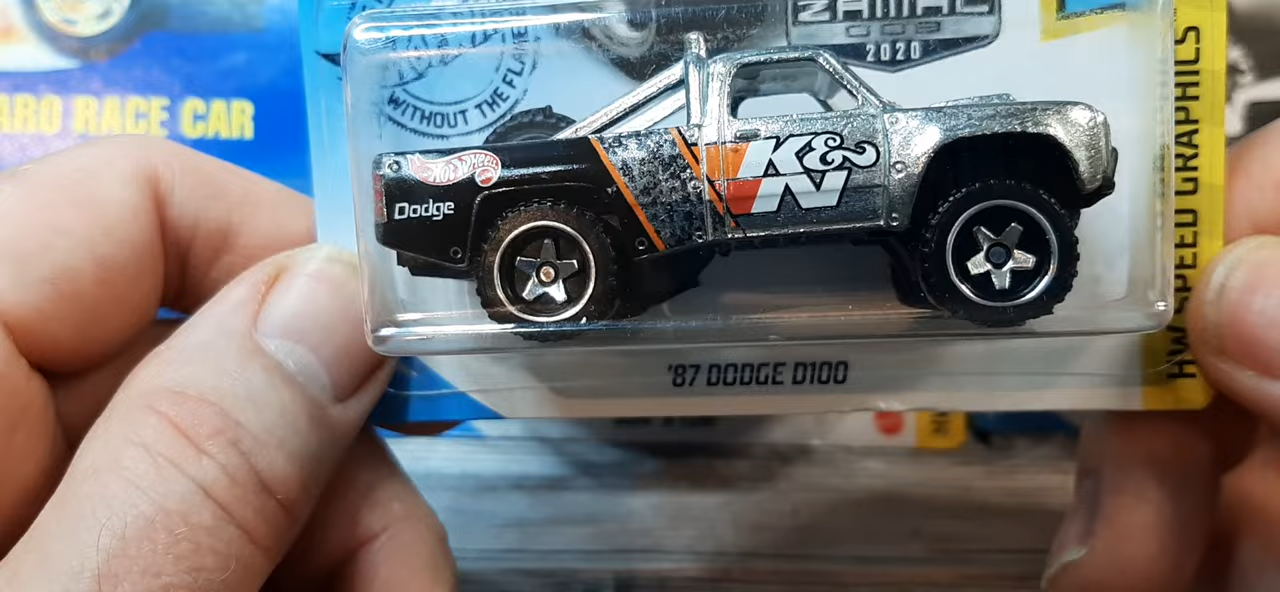 ARO RACE CAR
WITHOUT THE FLA
ZAMAC
2020
HOT WHEELS
Dodge
K&N
'87 DODGE D100
HW SPEED GRAPHICS